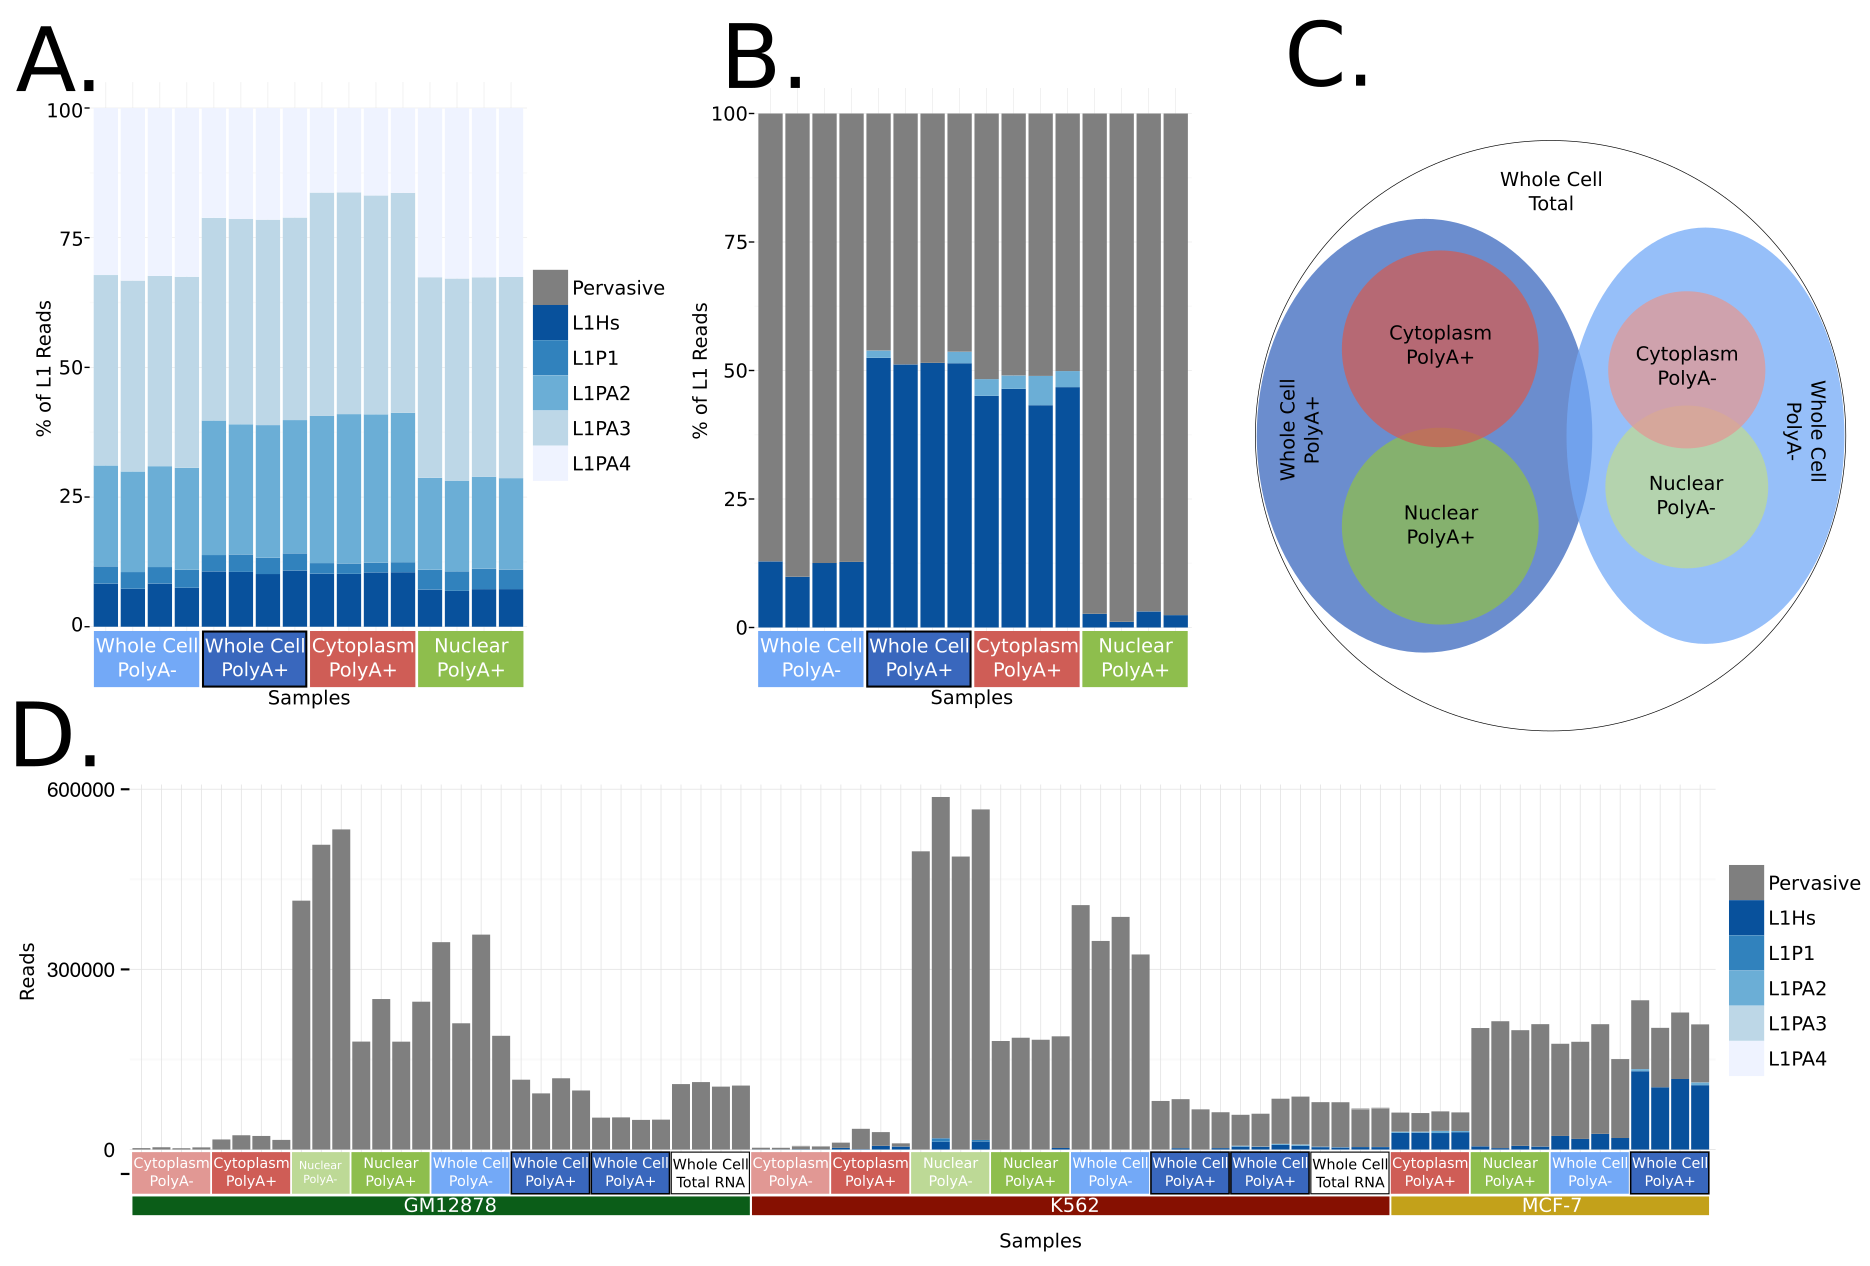 A.
100
75
50
25
0
% of L1 Reads
Whole Cell
PolyA-
Whole Cell
PolyA+
Cytoplasm
PolyA+
Nuclear
PolyA+
Samples
Pervasive
L1Hs
L1P1
L1PA2
L1PA3
L1PA4
B.
100
75
50
25
0
% of L1 Reads
Whole Cell
PolyA-
Whole Cell
PolyA+
Cytoplasm
PolyA+
Nuclear
PolyA+
Samples
C.
Whole Cell
Total
Whole Cell
PolyA+
Cytoplasm
PolyA+
Nuclear
PolyA+
Cytoplasm
PolyA-
Nuclear
PolyA-
Whole Cell
PolyA-
D.
600000
300000
0
Reads
Cytoplasm
PolyA-
Cytoplasm
PolyA+
Nuclear
PolyA-
Nuclear
PolyA+
Whole Cell
PolyA-
Whole Cell
PolyA+
Whole Cell
PolyA+
Whole Cell
Total RNA
Cytoplasm
PolyA-
Cytoplasm
PolyA+
Nuclear
PolyA-
Nuclear
PolyA+
Whole Cell
PolyA-
Whole Cell
PolyA+
Whole Cell
PolyA+
Whole Cell
Total RNA
Cytoplasm
PolyA+
Nuclear
PolyA+
Whole Cell
PolyA-
Whole Cell
PolyA+
GM12878
K562
MCF-7
Samples
Pervasive
L1Hs
L1P1
L1PA2
L1PA3
L1PA4